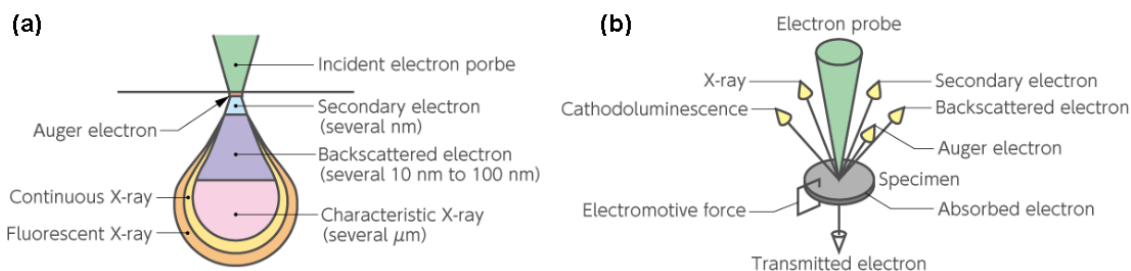 (a)
Incident electron porbe
Auger electron
Secondary electron
(several nm)
Backscattered electron
(several 10 nm to 100 nm)
Continuous X-ray
Fluorescent X-ray
Characteristic X-ray
(several μm)
(b)
Electron probe
X-ray
Cathodoluminescence
Secondary electron
Backscattered electron
Auger electron
Specimen
Electromotive force
Absorbed electron
Transmitted electron